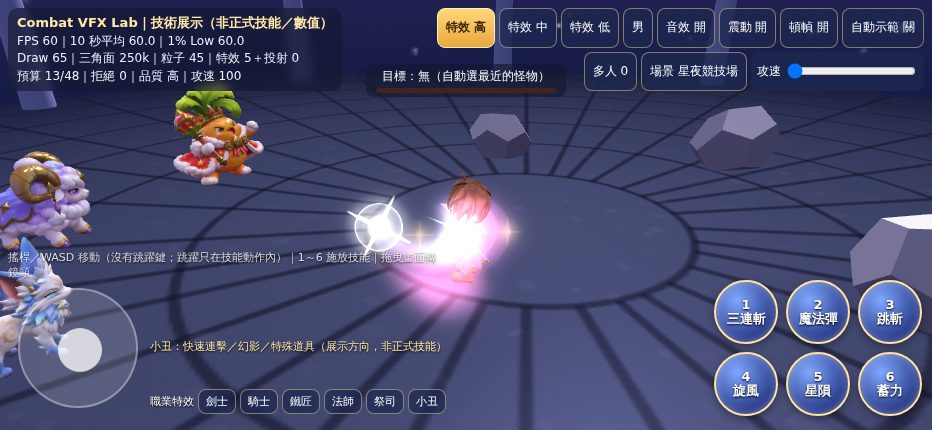 Combat VFX Lab｜技術展示（非正式技能／數值）
FPS 60｜10 秒平均 60.0｜1% Low 60.0
Draw 65｜三角面 250k｜粒子 45｜特效 5＋投射 0
預算 13/48｜拒絕 0｜品質 高｜攻速 100
特效 高
特效 中
特效 低
男
音效 開
震動 開
頓幀 開
自動示範 關
多人 0
場景 星夜競技場
攻速
目標：無（自動選最近的怪物）
搖桿／WASD 移動（沒有跳躍鍵；跳躍只在技能動作內）｜1～6 施放技能｜拖曳畫面轉
鏡頭
小丑：快速連擊／幻影／特殊道具（展示方向，非正式技能）
職業特效
劍士
騎士
鐵匠
法師
祭司
小丑
1
三連斬
2
魔法彈
3
跳斬
4
旋風
5
星隕
6
蓄力